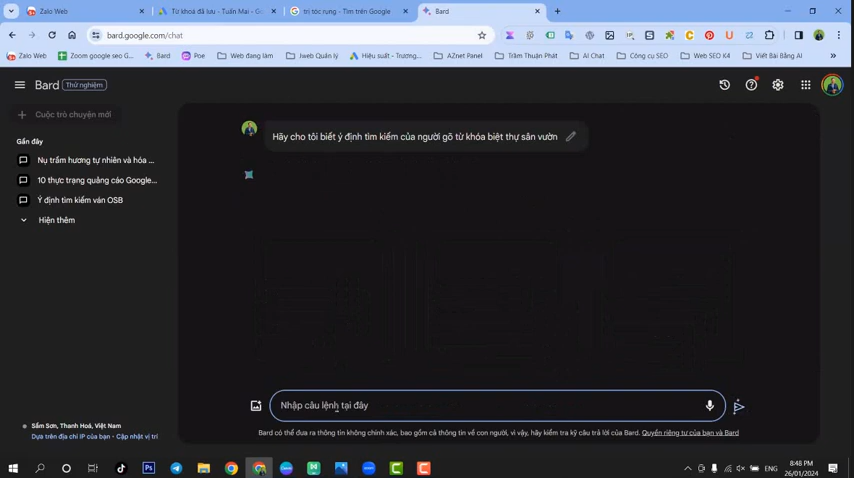 Zalo Web
Từ khoá đã lưu - Tuấn Mai - Go
trị tóc rụng - Tìm trên Google
Bard
bard.google.com/chat
Zalo Web
Zoom google seo G...
Bard
Poe
Web đang làm
Jweb Quản lý
Hiệu suất - Trương...
AZnet Panel
Trầm Thuận Phát
AI Chat
Công cụ SEO
Web SEO K4
Viết Bài Bằng AI
Bard
Thử nghiệm
Cuộc trò chuyện mới
Gần đây
Nụ trầm hương tự nhiên và hóa ...
10 thực trạng quảng cáo Google...
Ý định tìm kiếm ván OSB
Hiện thêm
Hãy cho tôi biết ý định tìm kiếm của người gõ từ khóa biệt thự sân vườn
Nhập câu lệnh tại đây
Sầm Sơn, Thanh Hoá, Việt Nam
Dựa trên địa chỉ IP của bạn - Cập nhật vị trí
Bard có thể đưa ra thông tin không chính xác, bao gồm cả thông tin về con người, vì vậy, hãy kiểm tra kỹ câu trả lời của Bard. Quyền riêng tư của bạn và Bard
ENG
8:48 PM
26/01/2024